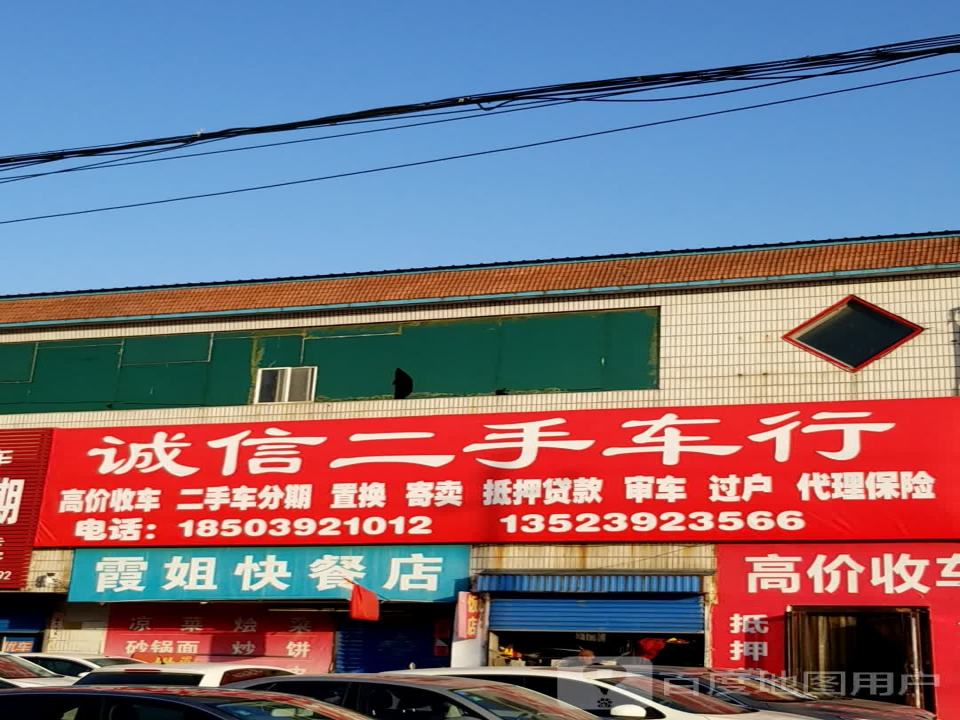 诚信二手车行
高价收车 二手车分期 置换 寄卖 抵押贷款 审车 过户 代理保险
电话：18503921012 13523923566
霞姐快餐店
高价收车
抵押
凉菜 烩菜
砂锅面 炒饼
车
期
92
百度地图用户